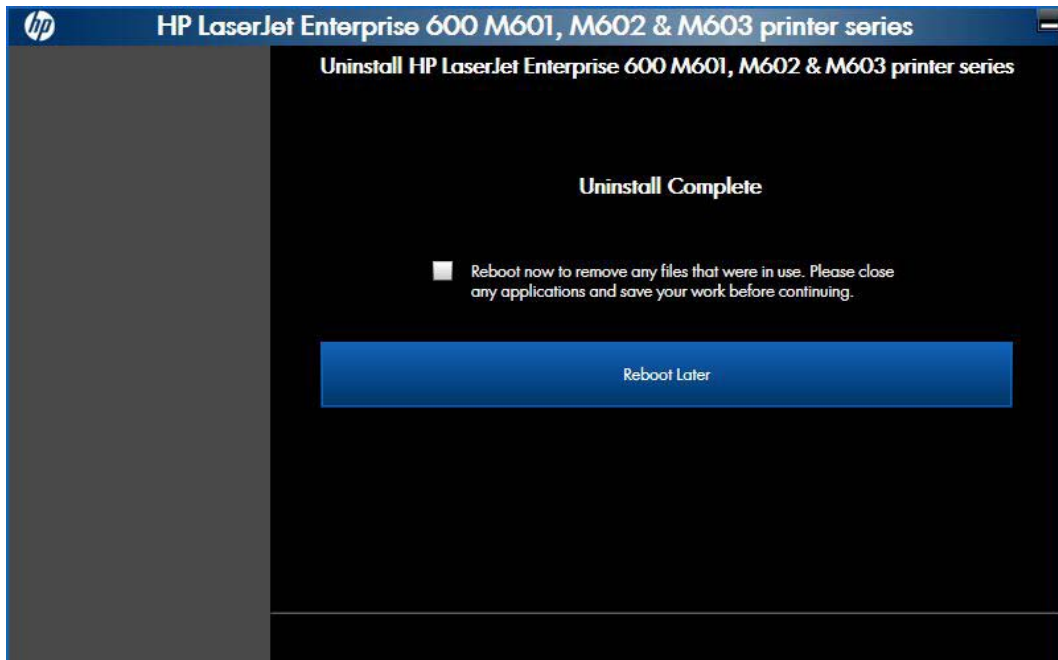 hp
HP LaserJet Enterprise 600 M601, M602 & M603 printer series
Uninstall HP LaserJet Enterprise 600 M601, M602 & M603 printer series
Uninstall Complete
Reboot now to remove any files that were in use. Please close
any applications and save your work before continuing.
Reboot Later